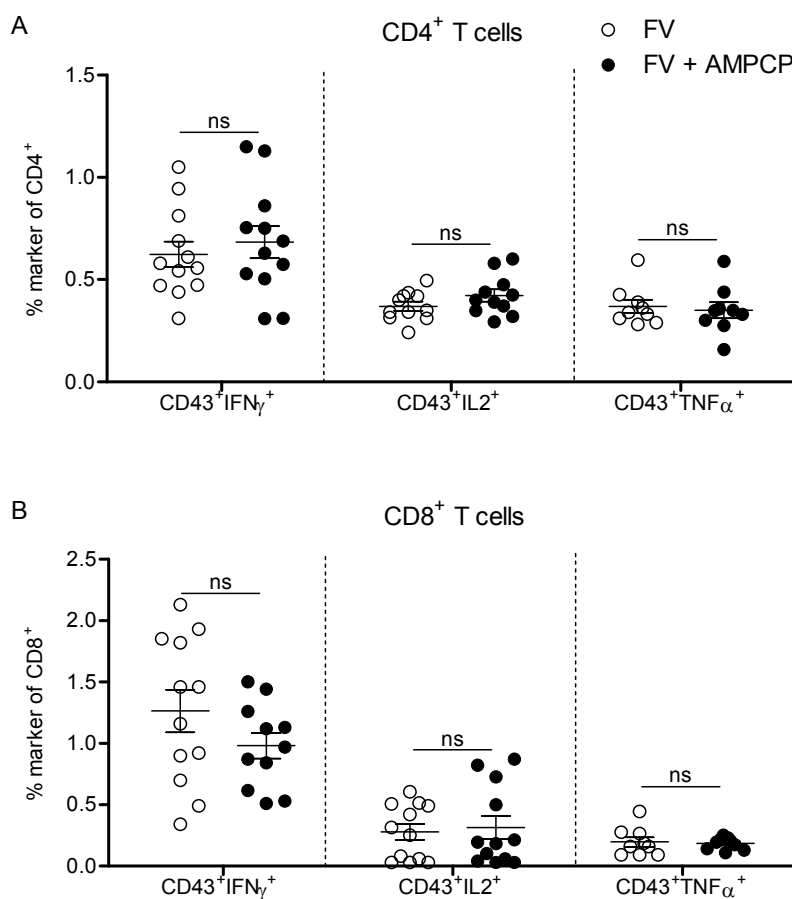 A
CD4⁺ T cells
FV
FV + AMPCP
% marker of CD4⁺
1.5
1.0
0.5
0.0
ns
ns
ns
CD43⁺IFNγ⁺
CD43⁺IL2⁺
CD43⁺TNFα⁺
B
CD8⁺ T cells
% marker of CD8⁺
2.5
2.0
1.5
1.0
0.5
0.0
ns
ns
ns
CD43⁺IFNγ⁺
CD43⁺IL2⁺
CD43⁺TNFα⁺